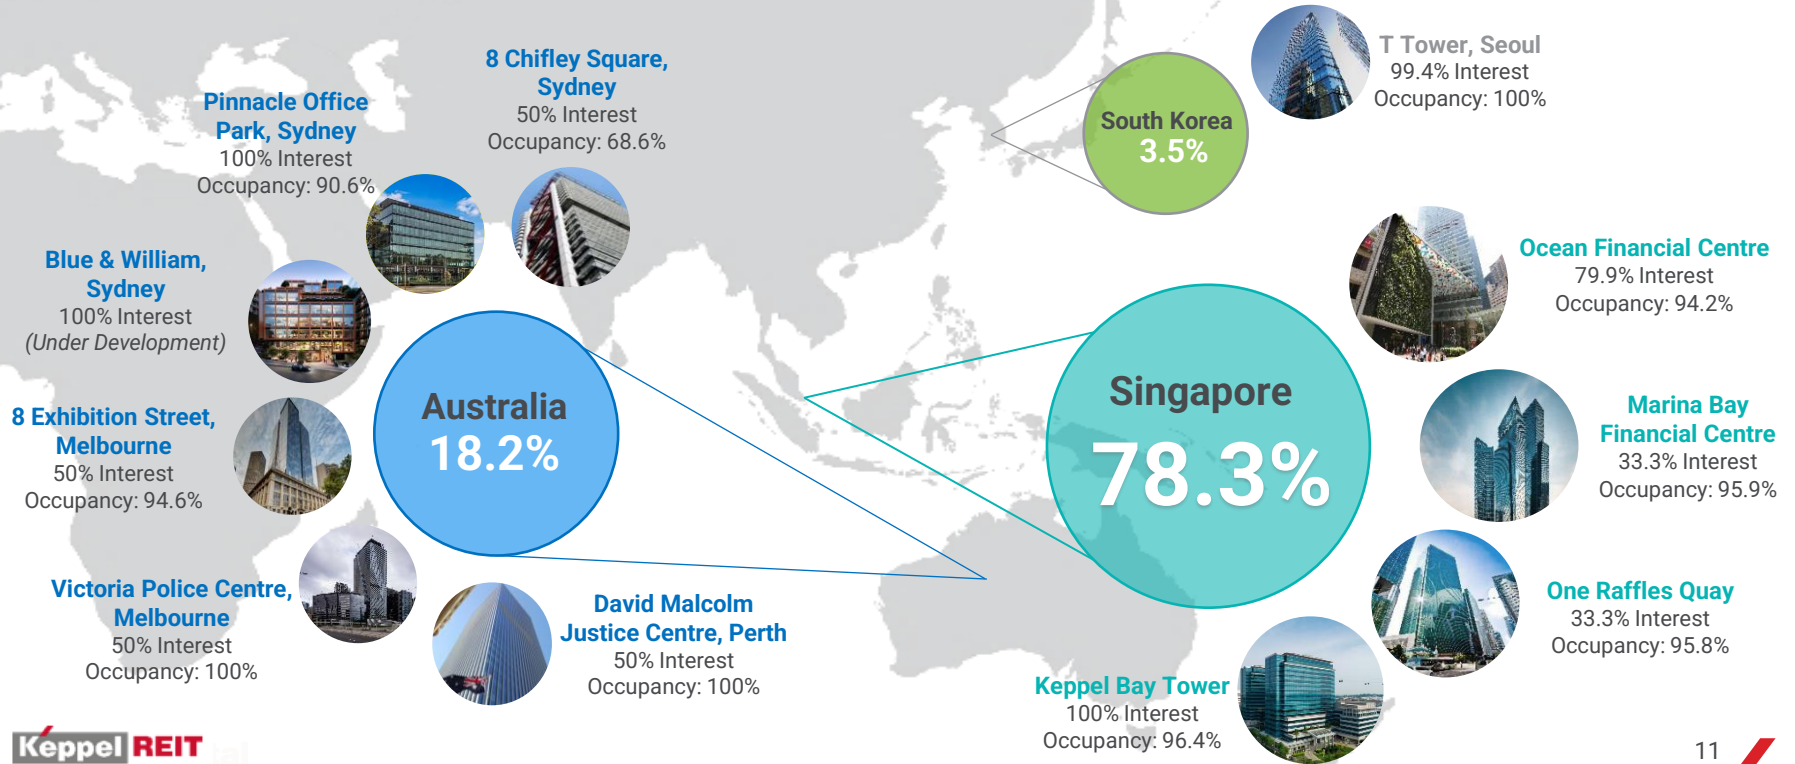 8 Chifley Square,
Sydney
50% Interest
Occupancy: 68.6%
Pinnacle Office
Park, Sydney
100% Interest
Occupancy: 90.6%
Blue & William,
Sydney
100% Interest
(Under Development)
8 Exhibition Street,
Melbourne
50% Interest
Occupancy: 94.6%
Victoria Police Centre,
Melbourne
50% Interest
Occupancy: 100%
David Malcolm
Justice Centre, Perth
50% Interest
Occupancy: 100%
Australia
18.2%
South Korea
3.5%
T Tower, Seoul
99.4% Interest
Occupancy: 100%
Singapore
78.3%
Ocean Financial Centre
79.9% Interest
Occupancy: 94.2%
Marina Bay
Financial Centre
33.3% Interest
Occupancy: 95.9%
One Raffles Quay
33.3% Interest
Occupancy: 95.8%
Keppel Bay Tower
100% Interest
Occupancy: 96.4%
Keppel REIT
11